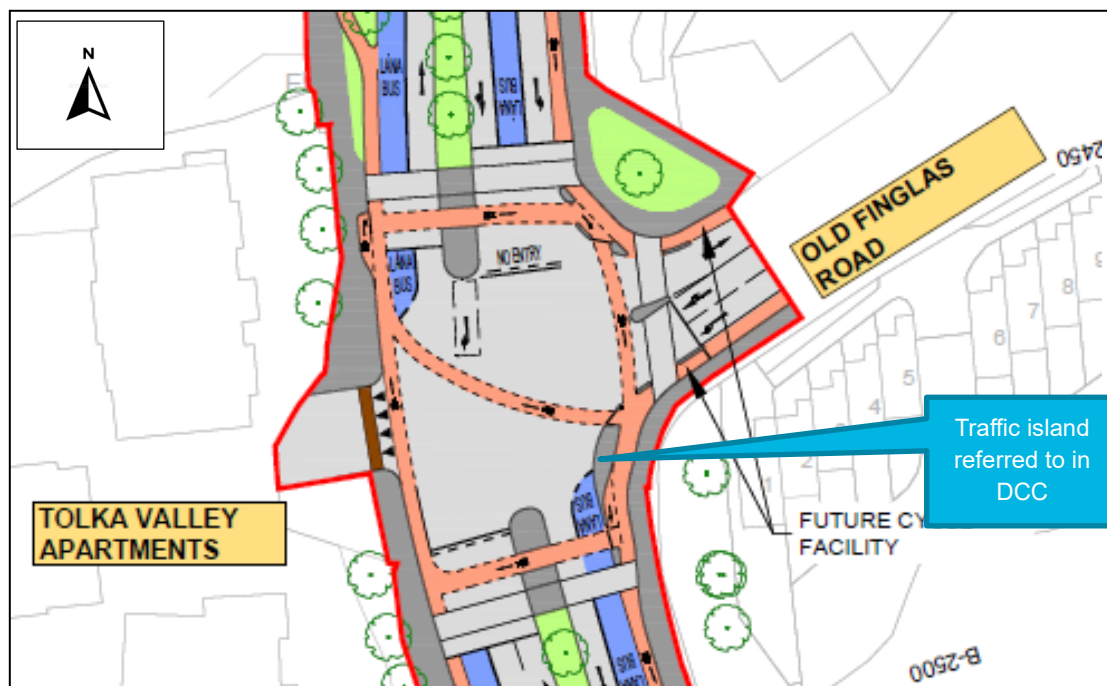 N
LÁNA
BUS
LÁNA
BUS
2450
OLD FINGLAS
ROAD
NO ENTRY
LÁNA
BUS
9
8
7
6
5
4
2
1
Traffic island
referred to in
DCC
LÁNA
BUS
TOLKA VALLEY
APARTMENTS
FUTURE CY
FACILITY
LÁNA
BUS
B-2500